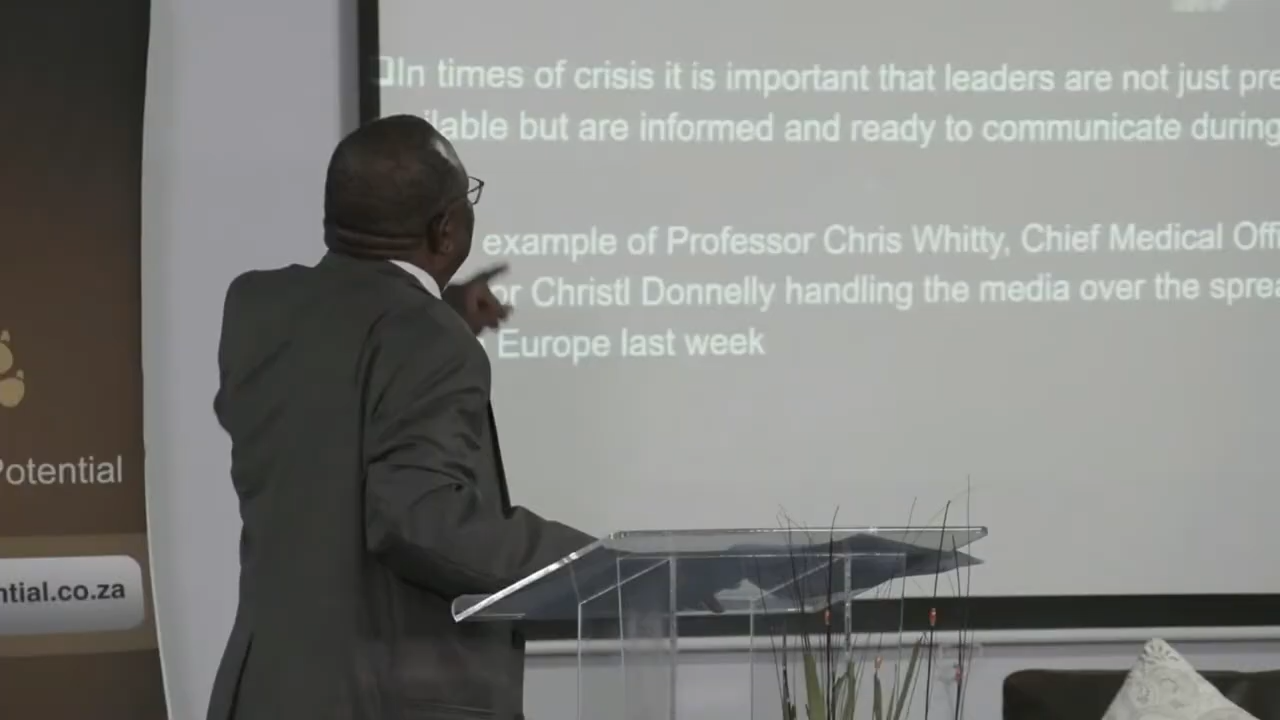 In times of crisis it is important that leaders are not just pre
ilable but are informed and ready to communicate during
example of Professor Chris Whitty, Chief Medical Offi
or Christl Donnelly handling the media over the sprea
Europe last week
Potential
ntial.co.za